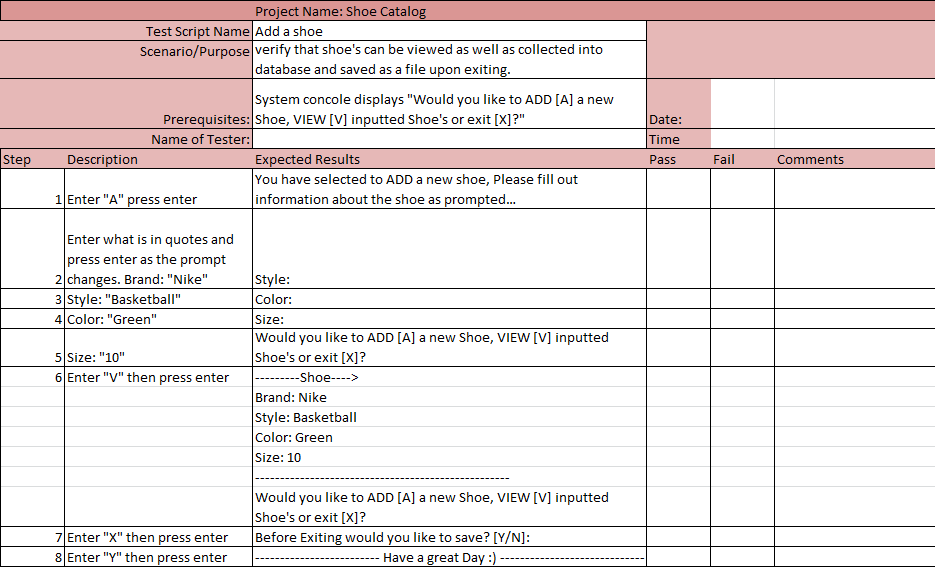 Project Name: Shoe Catalog
Test Script Name Add a shoe
Scenario/Purpose verify that shoe's can be viewed as well as collected into
database and saved as a file upon exiting.
System concole displays "Would you like to ADD [A] a new
Prerequisites: Shoe, VIEW [V] inputted Shoe's or exit [X]?" Date:
Name of Tester: Time
Step Description Expected Results Pass Fail Comments
You have selected to ADD a new shoe, Please fill out
1 Enter "A" press enter information about the shoe as prompted...
Enter what is in quotes and
press enter as the prompt
2 changes. Brand: "Nike" Style:
3 Style: "Basketball" Color:
4 Color: "Green" Size:
Would you like to ADD [A] a new Shoe, VIEW [V] inputted
5 Size: "10" Shoe's or exit [X]?
6 Enter "V" then press enter ---------Shoe---->
Brand: Nike
Style: Basketball
Color: Green
Size: 10
---------------------------------------------------
Would you like to ADD [A] a new Shoe, VIEW [V] inputted
Shoe's or exit [X]?
7 Enter "X" then press enter Before Exiting would you like to save? [Y/N]:
8 Enter "Y" then press enter ------------------------- Have a great Day :) -----------------------------